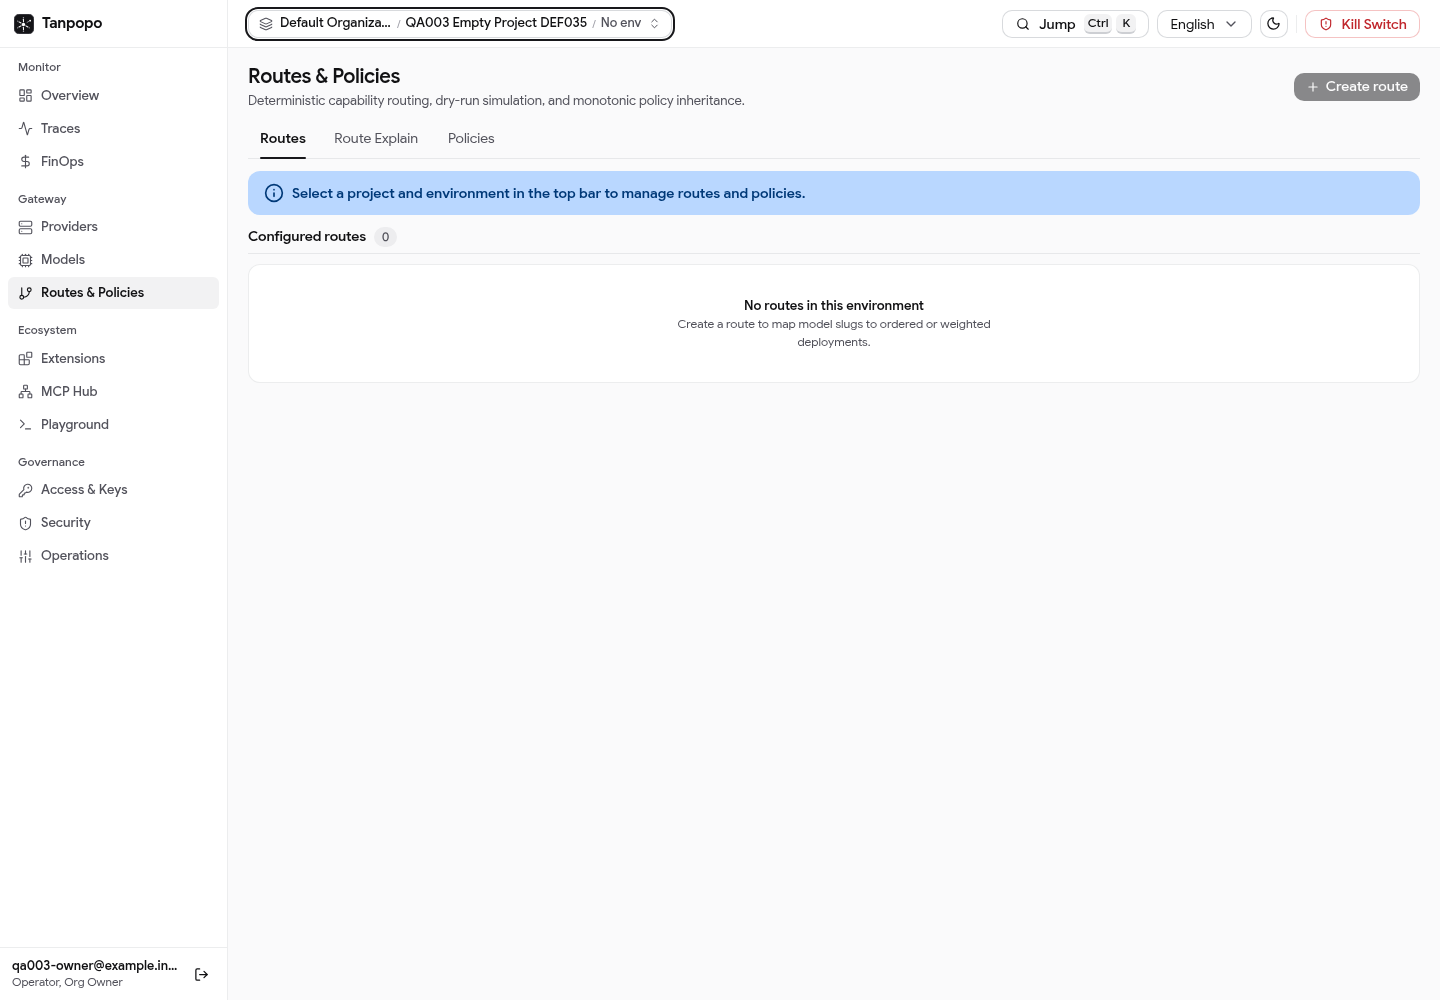 Tanpopo
Default Organiza... / QA003 Empty Project DEF035 / No env
Jump Ctrl K
English
Kill Switch
Monitor
Overview
Traces
FinOps
Gateway
Providers
Models
Routes & Policies
Ecosystem
Extensions
MCP Hub
Playground
Governance
Access & Keys
Security
Operations
qa003-owner@example.in...
Operator, Org Owner
Routes & Policies
Deterministic capability routing, dry-run simulation, and monotonic policy inheritance.
Create route
Routes
Route Explain
Policies
Select a project and environment in the top bar to manage routes and policies.
Configured routes 0
No routes in this environment
Create a route to map model slugs to ordered or weighted
deployments.